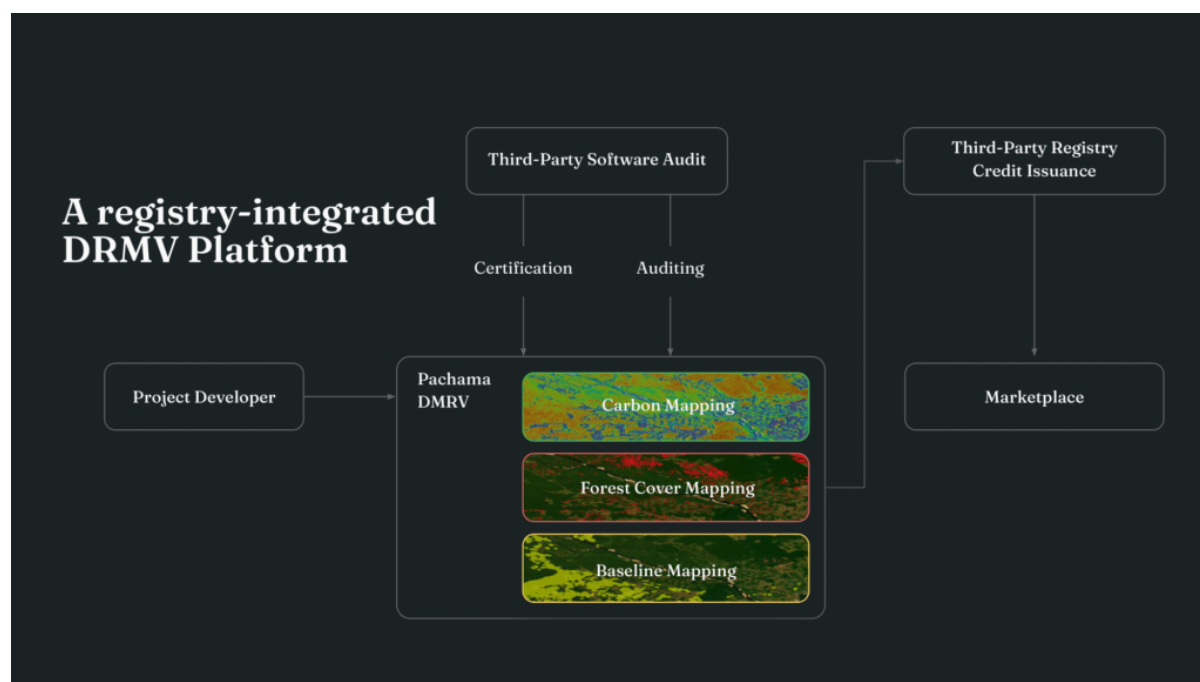 A registry-integrated
DRMV Platform
Third-Party Software Audit
Certification
Auditing
Project Developer
Pachama
DMRV
Carbon Mapping
Forest Cover Mapping
Baseline Mapping
Third-Party Registry
Credit Issuance
Marketplace